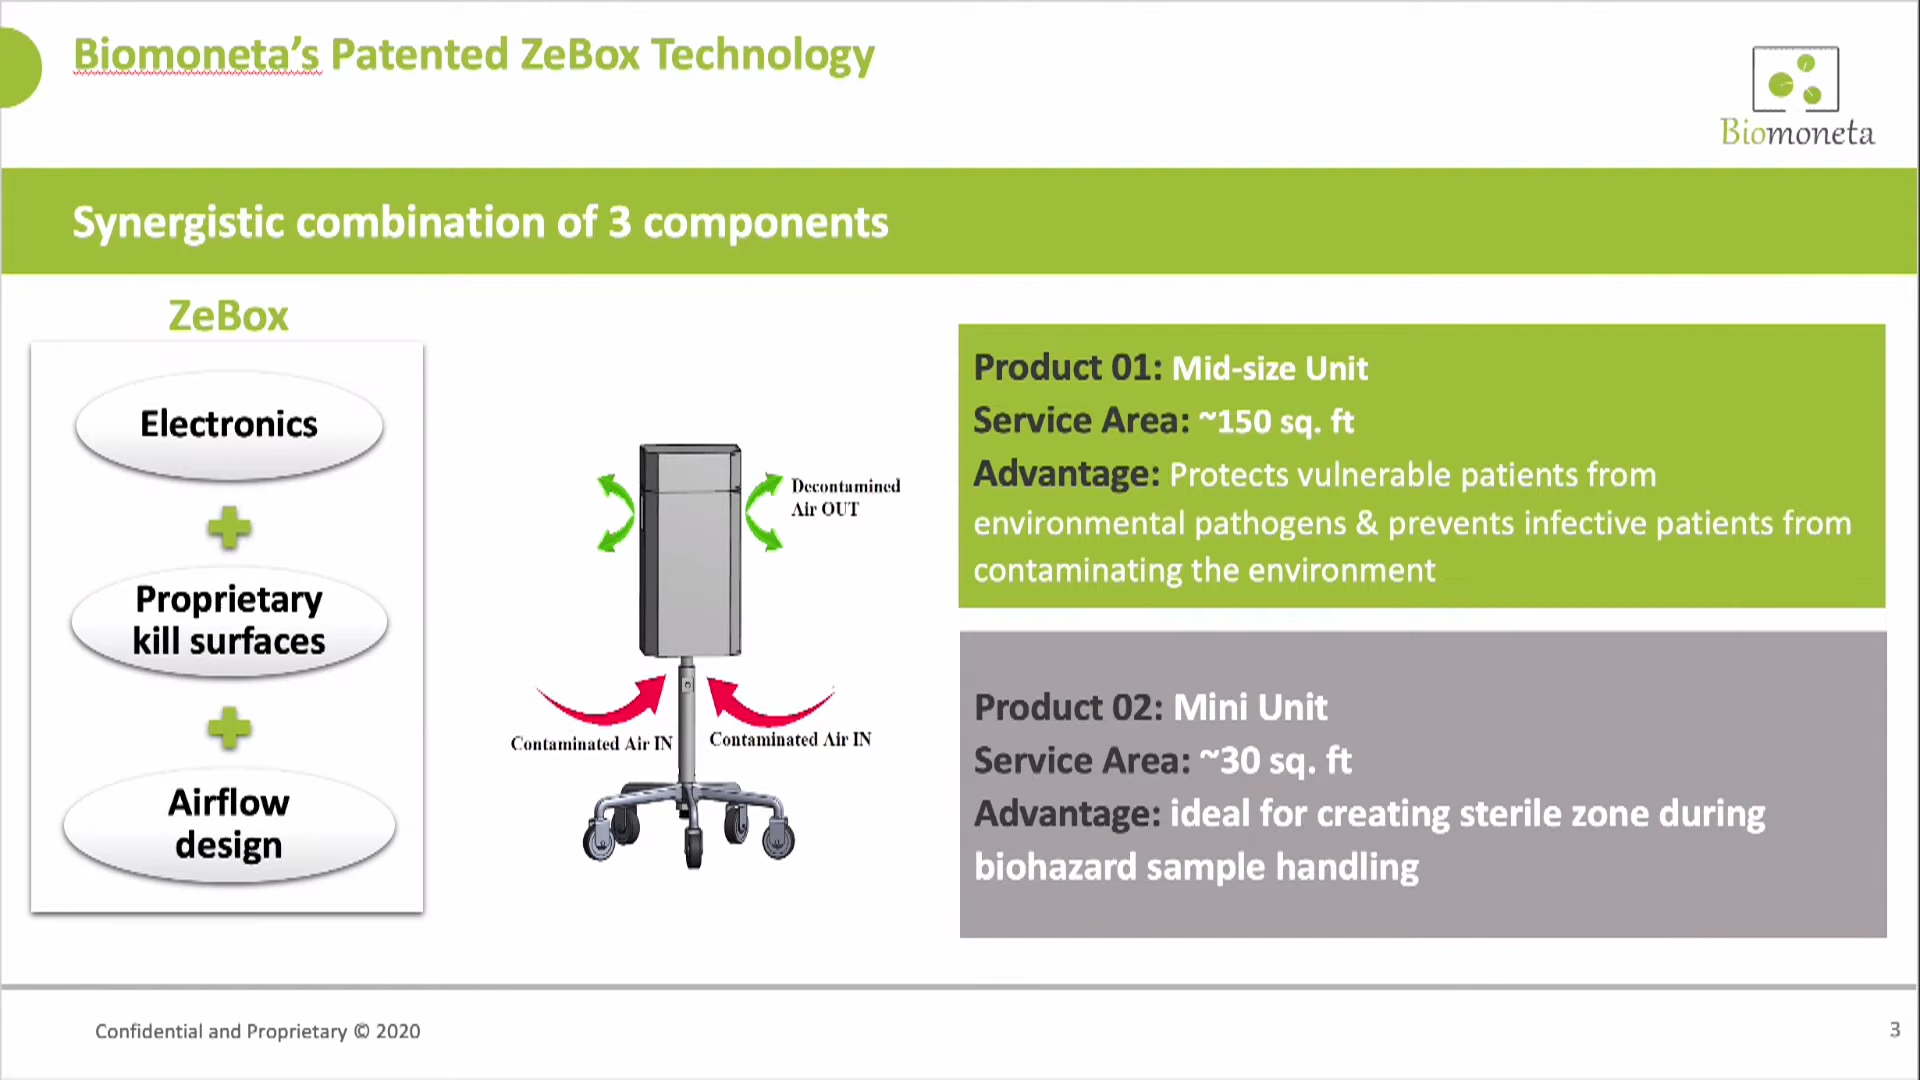 Biomoneta's Patented ZeBox Technology
Biomoneta
Synergistic combination of 3 components
ZeBox
Electronics
Proprietary
kill surfaces
Airflow
design
Decontamined
Air OUT
Contaminated Air IN
Contaminated Air IN
Product 01: Mid-size Unit
Service Area: ~150 sq. ft
Advantage: Protects vulnerable patients from
environmental pathogens & prevents infective patients from
contaminating the environment
Product 02: Mini Unit
Service Area: ~30 sq. ft
Advantage: ideal for creating sterile zone during
biohazard sample handling
Confidential and Proprietary © 2020
3